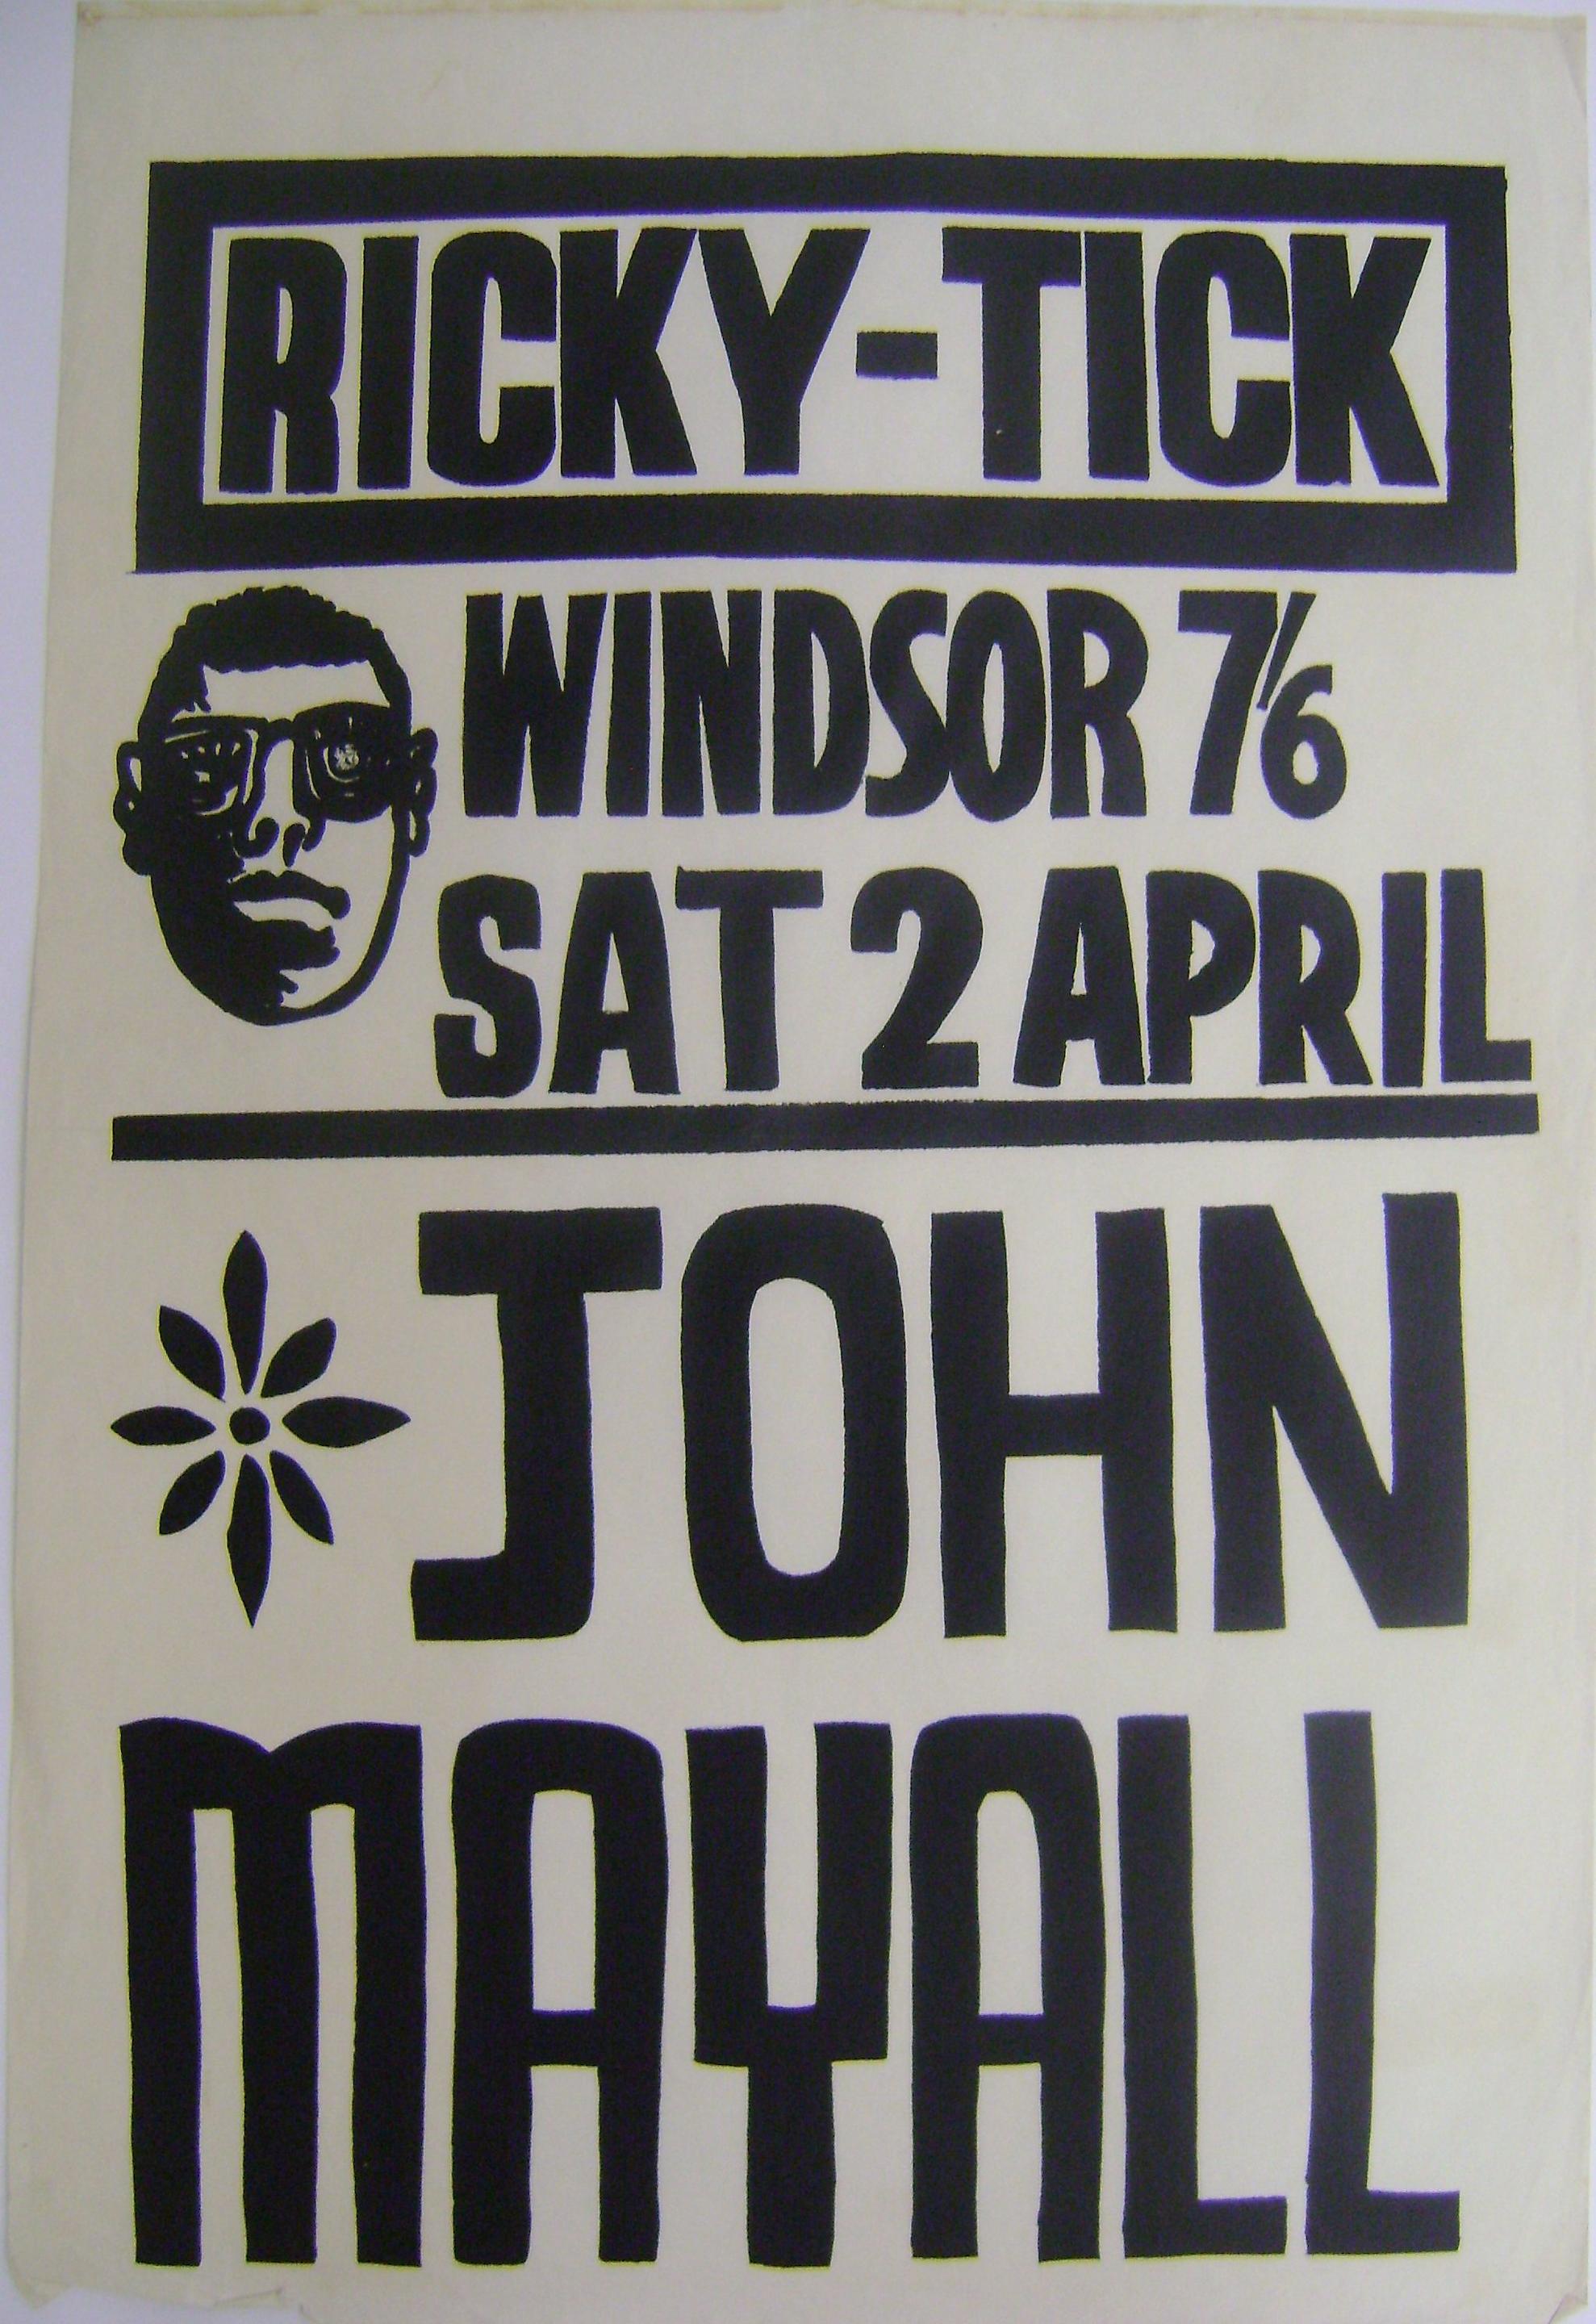 RICKY-TICK
WINDSOR 7/6
SAT 2 APRIL
JOHN
MAYALL